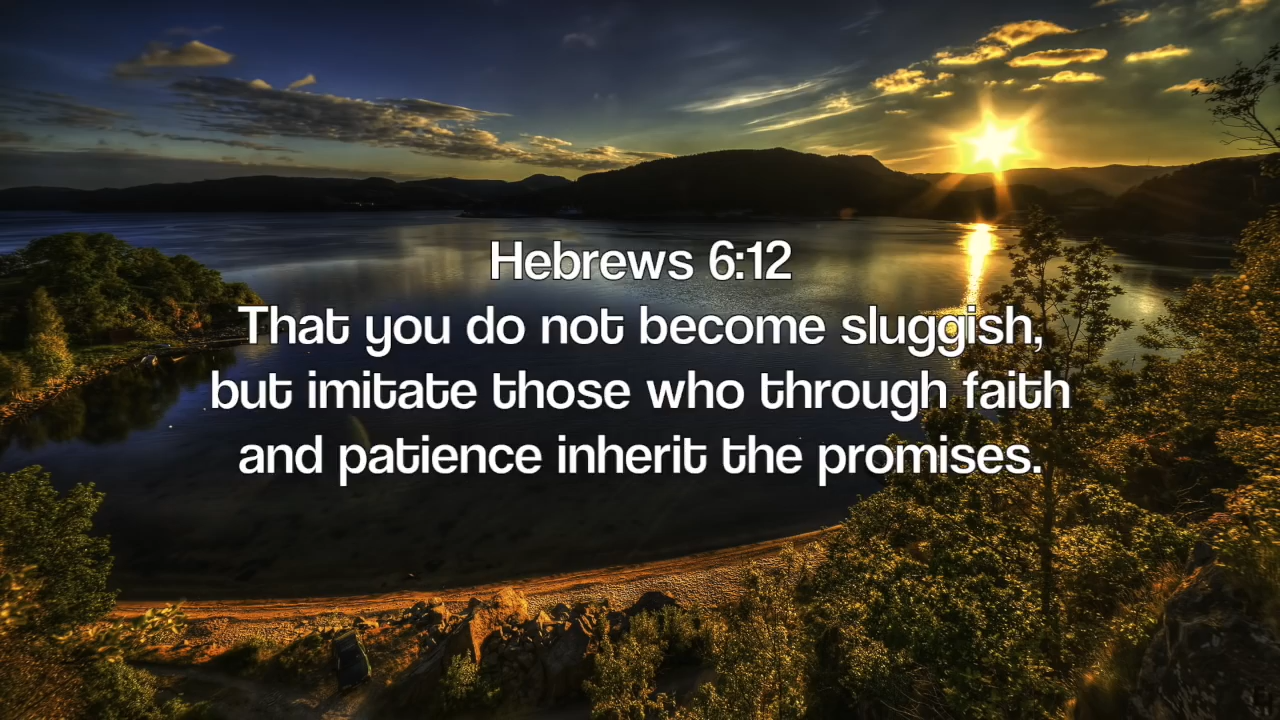 Hebrews 6:12
That you do not become sluggish,
but imitate those who through faith
and patience inherit the promises.